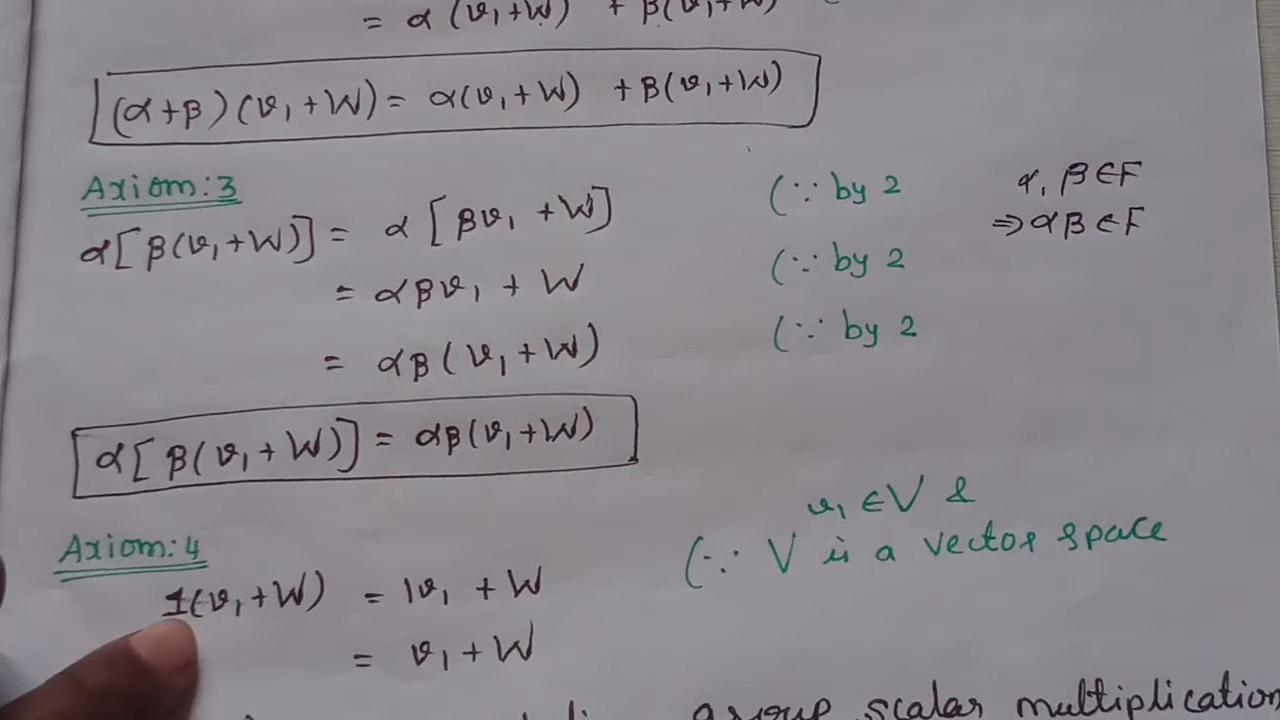 = α(v₁+W) + β(v₁+W)
(α+β)(v₁+W) = α(v₁+W) + β(v₁+W)
Axiom:3
α[β(v₁+W)] = α[βv₁+W] (∵ by 2 α, β∈F
= αβv₁ + W (∵ by 2 ⇒ αβ∈F
= αβ(v₁+W) (∵ by 2
α[β(v₁+W)] = αβ(v₁+W)
v₁∈V &
Axiom:4 (∵ V is a vector space
1(v₁+W) = 1v₁ + W
= v₁+W
group scalar multiplication